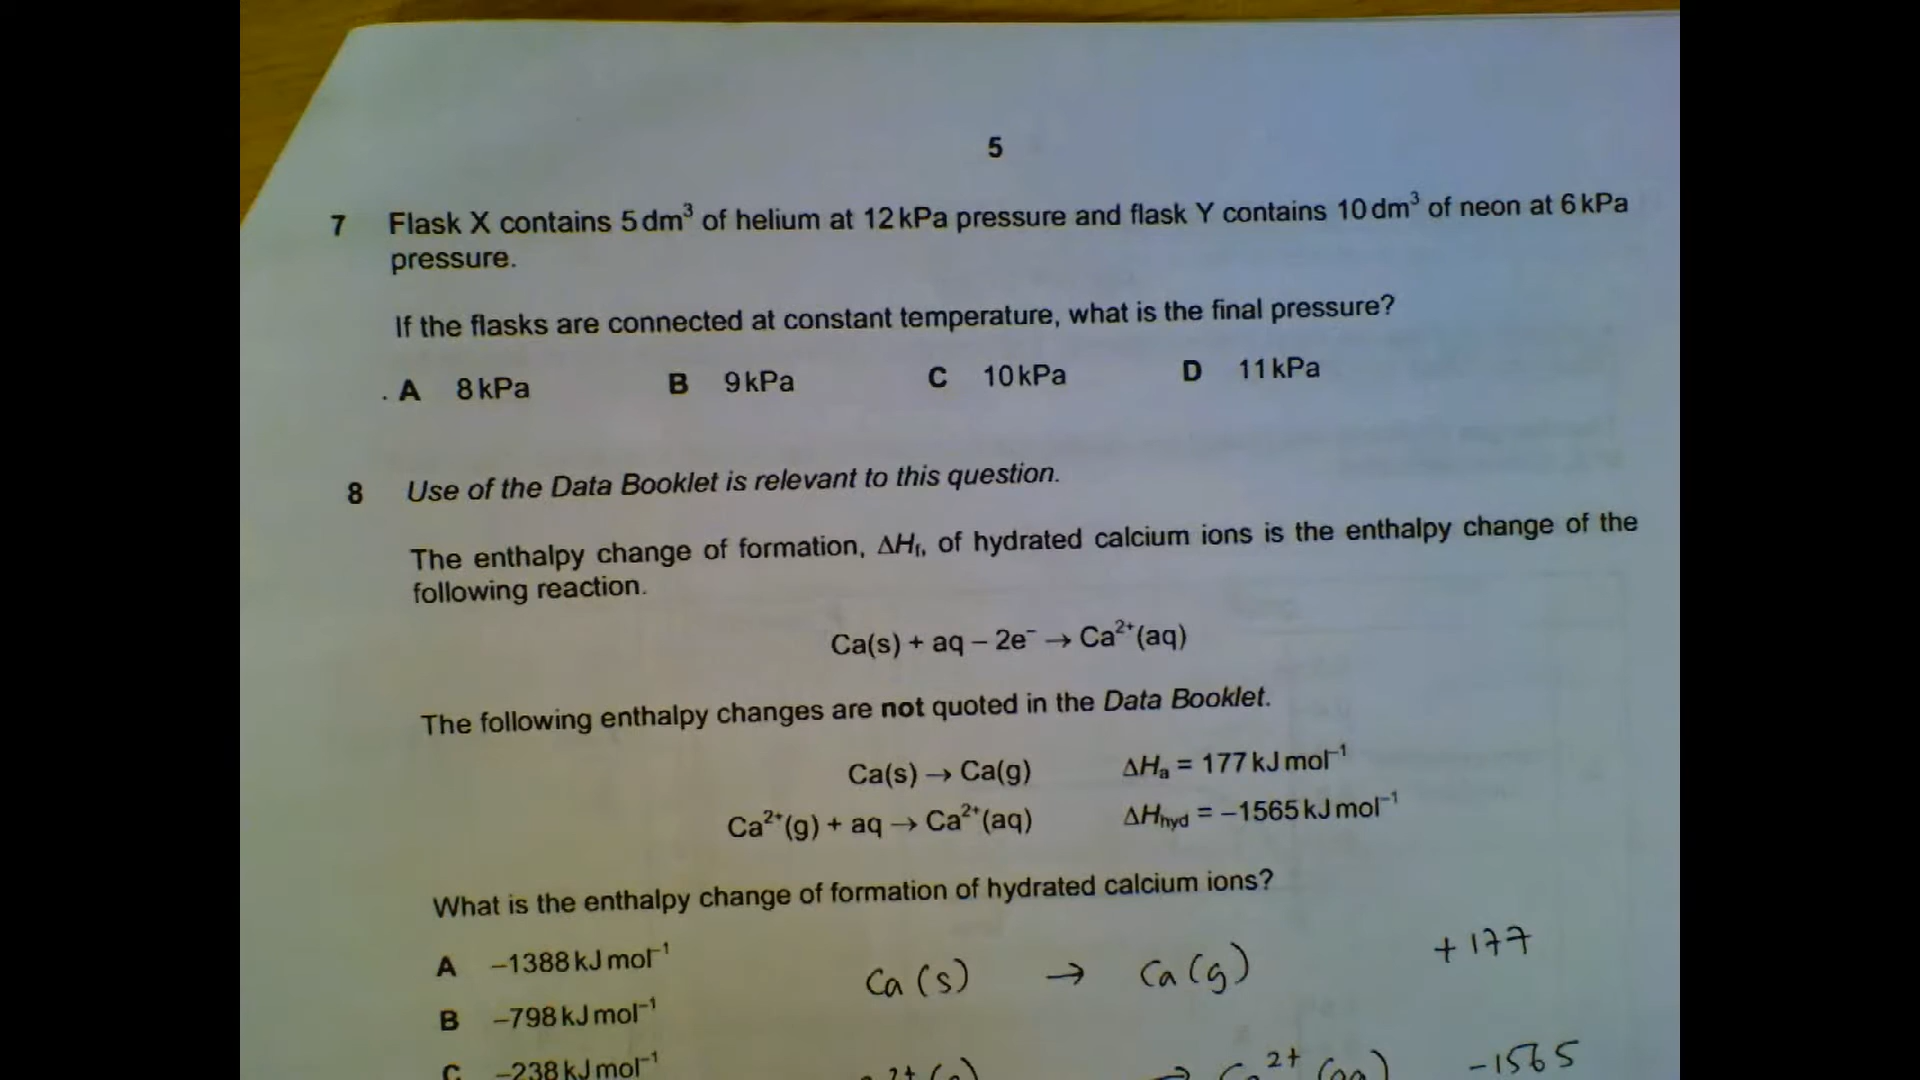 5
7 Flask X contains 5 dm³ of helium at 12 kPa pressure and flask Y contains 10 dm³ of neon at 6 kPa
pressure.
If the flasks are connected at constant temperature, what is the final pressure?
A 8 kPa B 9 kPa C 10 kPa D 11 kPa
8 Use of the Data Booklet is relevant to this question.
The enthalpy change of formation, ΔHf, of hydrated calcium ions is the enthalpy change of the
following reaction.
Ca(s) + aq – 2e⁻ → Ca²⁺(aq)
The following enthalpy changes are not quoted in the Data Booklet.
Ca(s) → Ca(g) ΔHa = 177 kJ mol⁻¹
Ca²⁺(g) + aq → Ca²⁺(aq) ΔHhyd = –1565 kJ mol⁻¹
What is the enthalpy change of formation of hydrated calcium ions?
A –1388 kJ mol⁻¹
Ca (s) → Ca (g) +177
B –798 kJ mol⁻¹
C –238 kJ mol⁻¹
2+ (g) → Ca²⁺ (aq) -1565